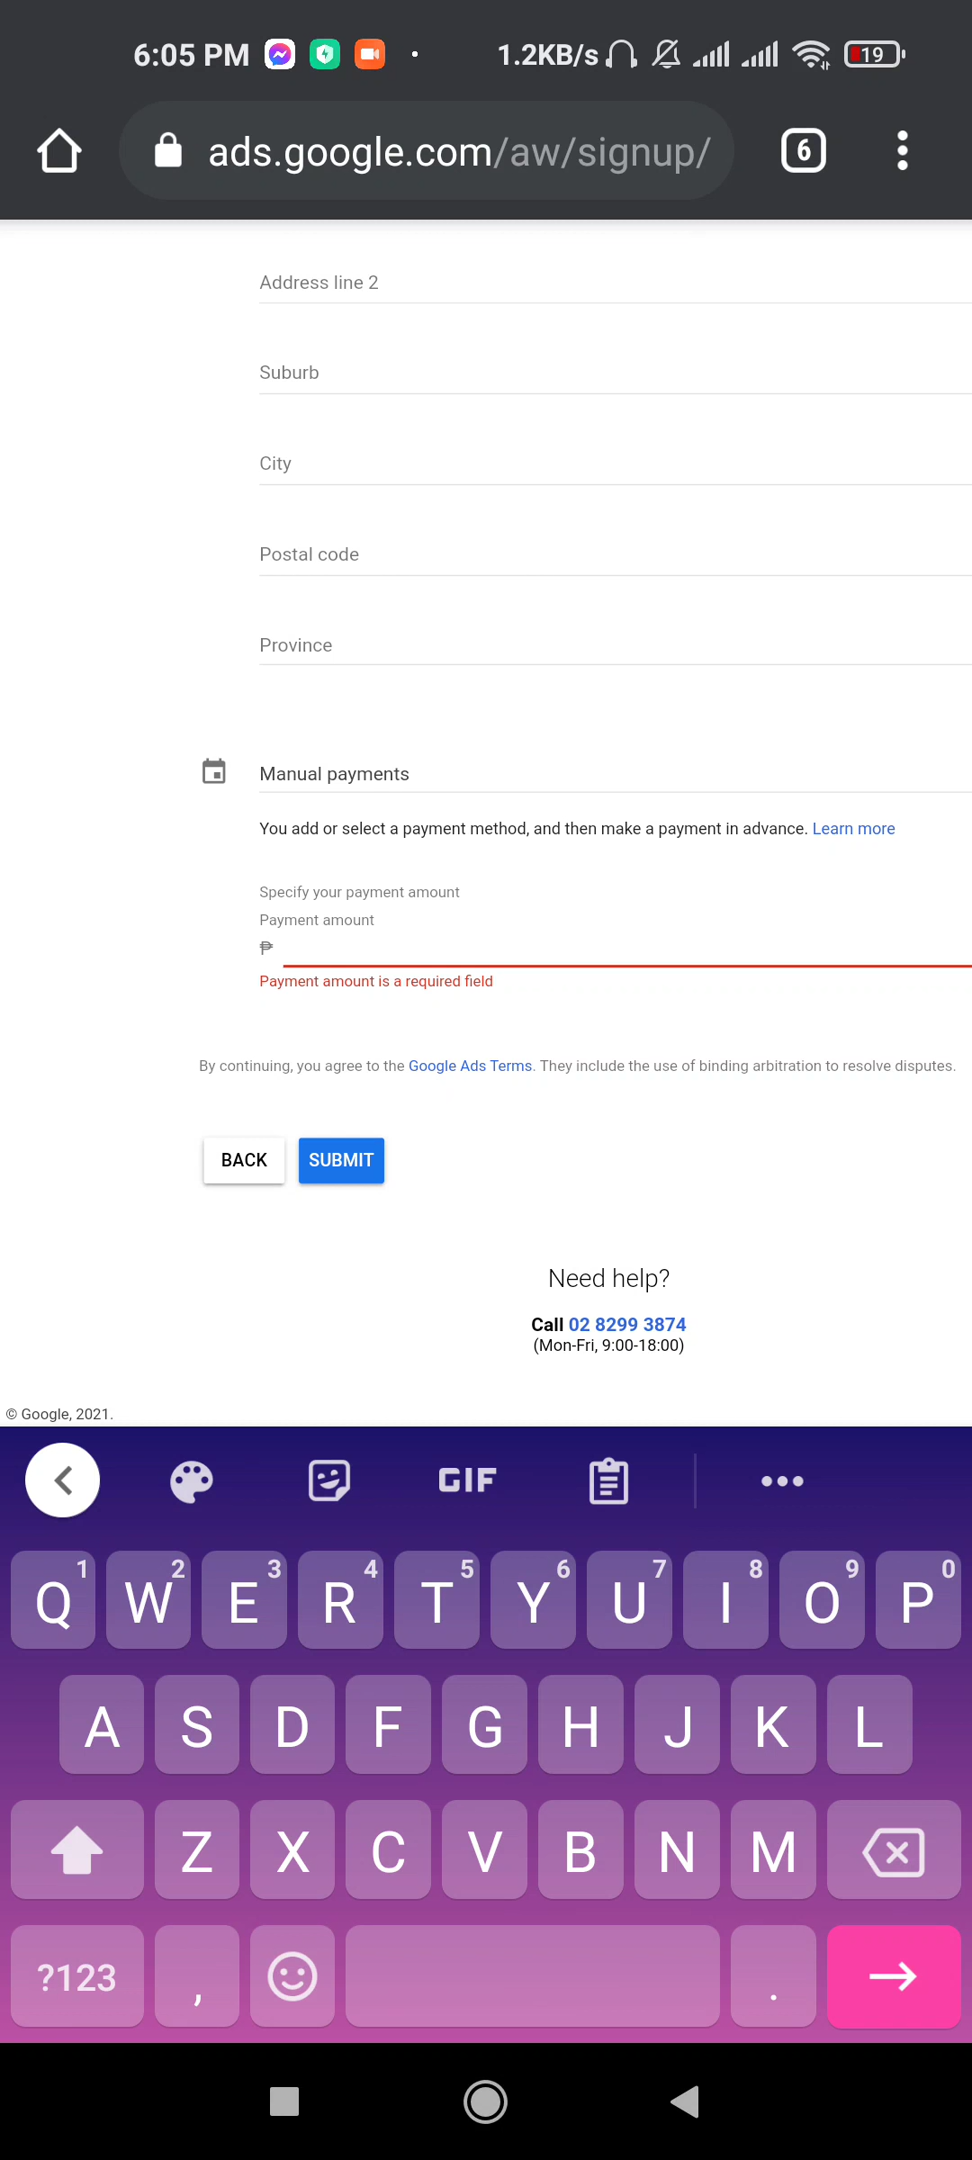 6:05 PM 1.2KB/s 19
ads.google.com/aw/signup/ 6
Address line 2
Suburb
City
Postal code
Province
Manual payments
You add or select a payment method, and then make a payment in advance. Learn more
Specify your payment amount
Payment amount
₱
Payment amount is a required field
By continuing, you agree to the Google Ads Terms. They include the use of binding arbitration to resolve disputes.
BACK SUBMIT
Need help?
Call 02 8299 3874
(Mon-Fri, 9:00-18:00)
© Google, 2021.
GIF
Q1 W2 E3 R4 T5 Y6 U7 I8 O9 P0
A S D F G H J K L
Z X C V B N M
?123 , .